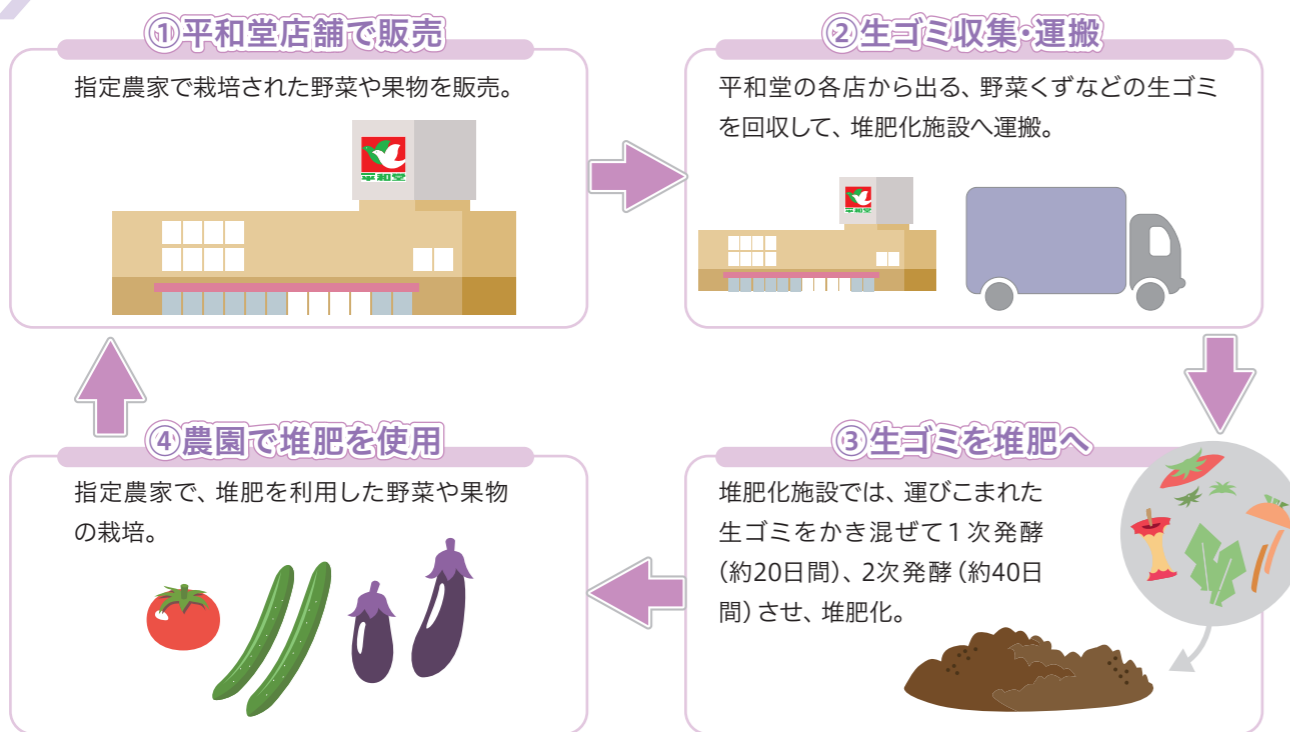 ①平和堂店舗で販売
指定農家で栽培された野菜や果物を販売。
平和堂
②生ゴミ収集・運搬
平和堂の各店から出る、野菜くずなどの生ゴミ
を回収して、堆肥化施設へ運搬。
平和堂
③生ゴミを堆肥へ
堆肥化施設では、運びこまれた
生ゴミをかき混ぜて1次発酵
(約20日間)、2次発酵(約40日
間)させ、堆肥化。
④農園で堆肥を使用
指定農家で、堆肥を利用した野菜や果物
の栽培。